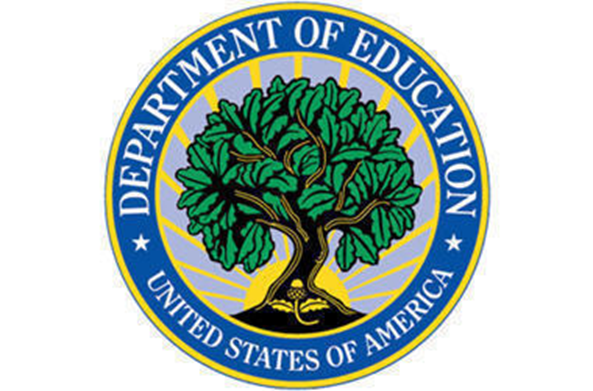 DEPARTMENT OF EDUCATION
UNITED STATES OF AMERICA